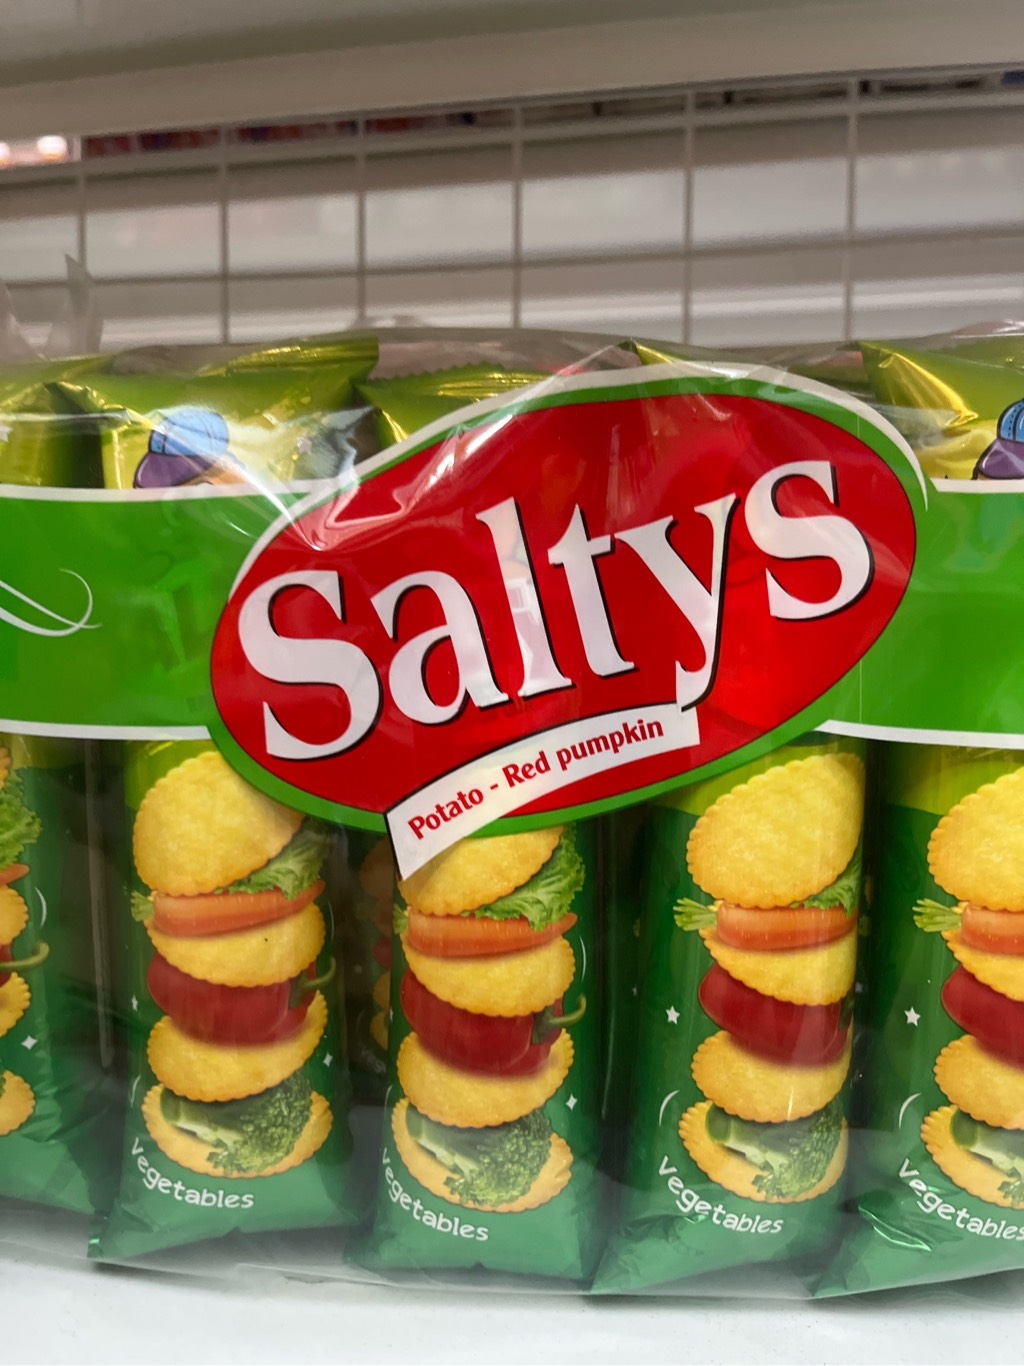 Saltys
Potato - Red pumpkin
vegetables
vegetables
vegetables
vegetables